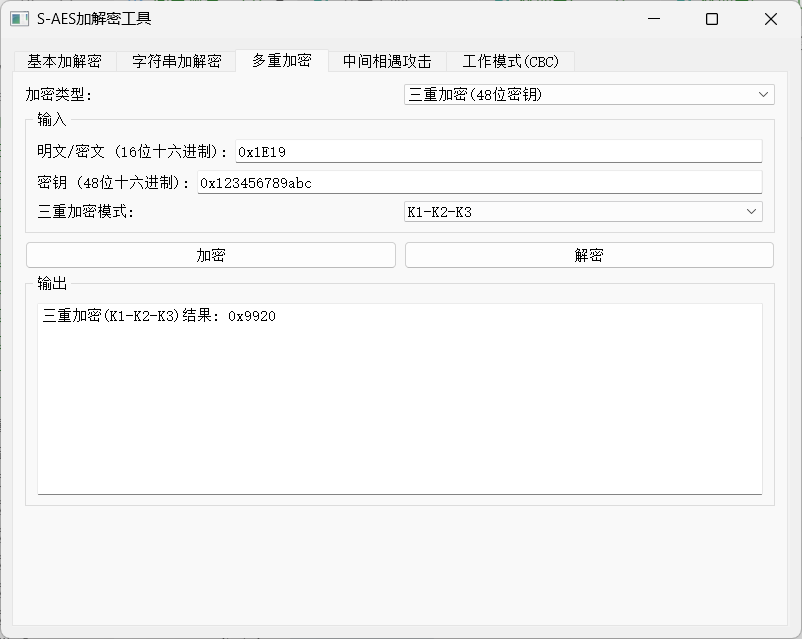 S-AES加解密工具
基本加解密 字符串加解密 多重加密 中间相遇攻击 工作模式(CBC)
加密类型: 三重加密(48位密钥)
输入
明文/密文 (16位十六进制): 0x1E19
密钥 (48位十六进制): 0x123456789abc
三重加密模式: K1-K2-K3
加密 解密
输出
三重加密(K1-K2-K3)结果: 0x9920